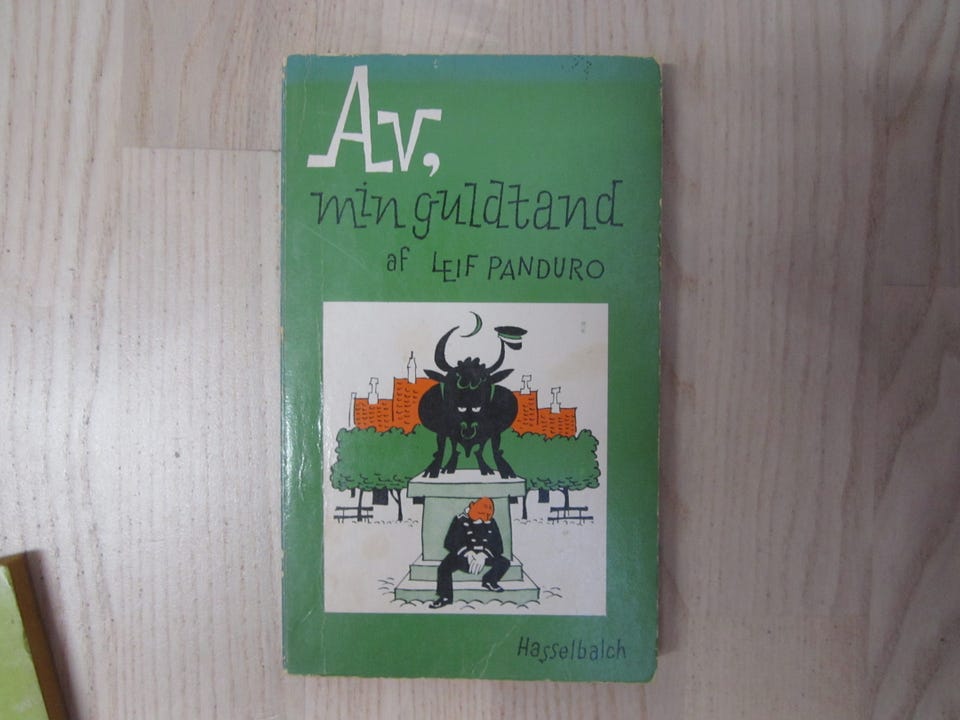 Av,
min guldtand
af LEIF PANDURO
Hasselbalch